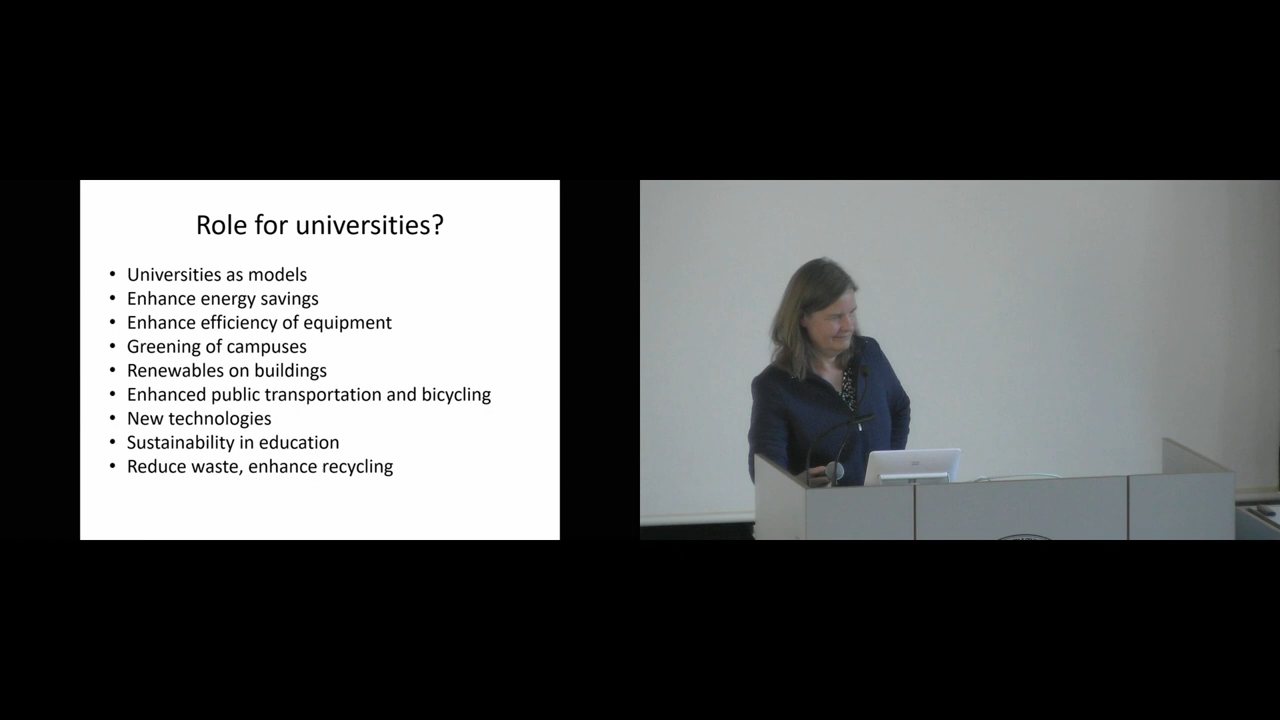 Role for universities?
• Universities as models
• Enhance energy savings
• Enhance efficiency of equipment
• Greening of campuses
• Renewables on buildings
• Enhanced public transportation and bicycling
• New technologies
• Sustainability in education
• Reduce waste, enhance recycling